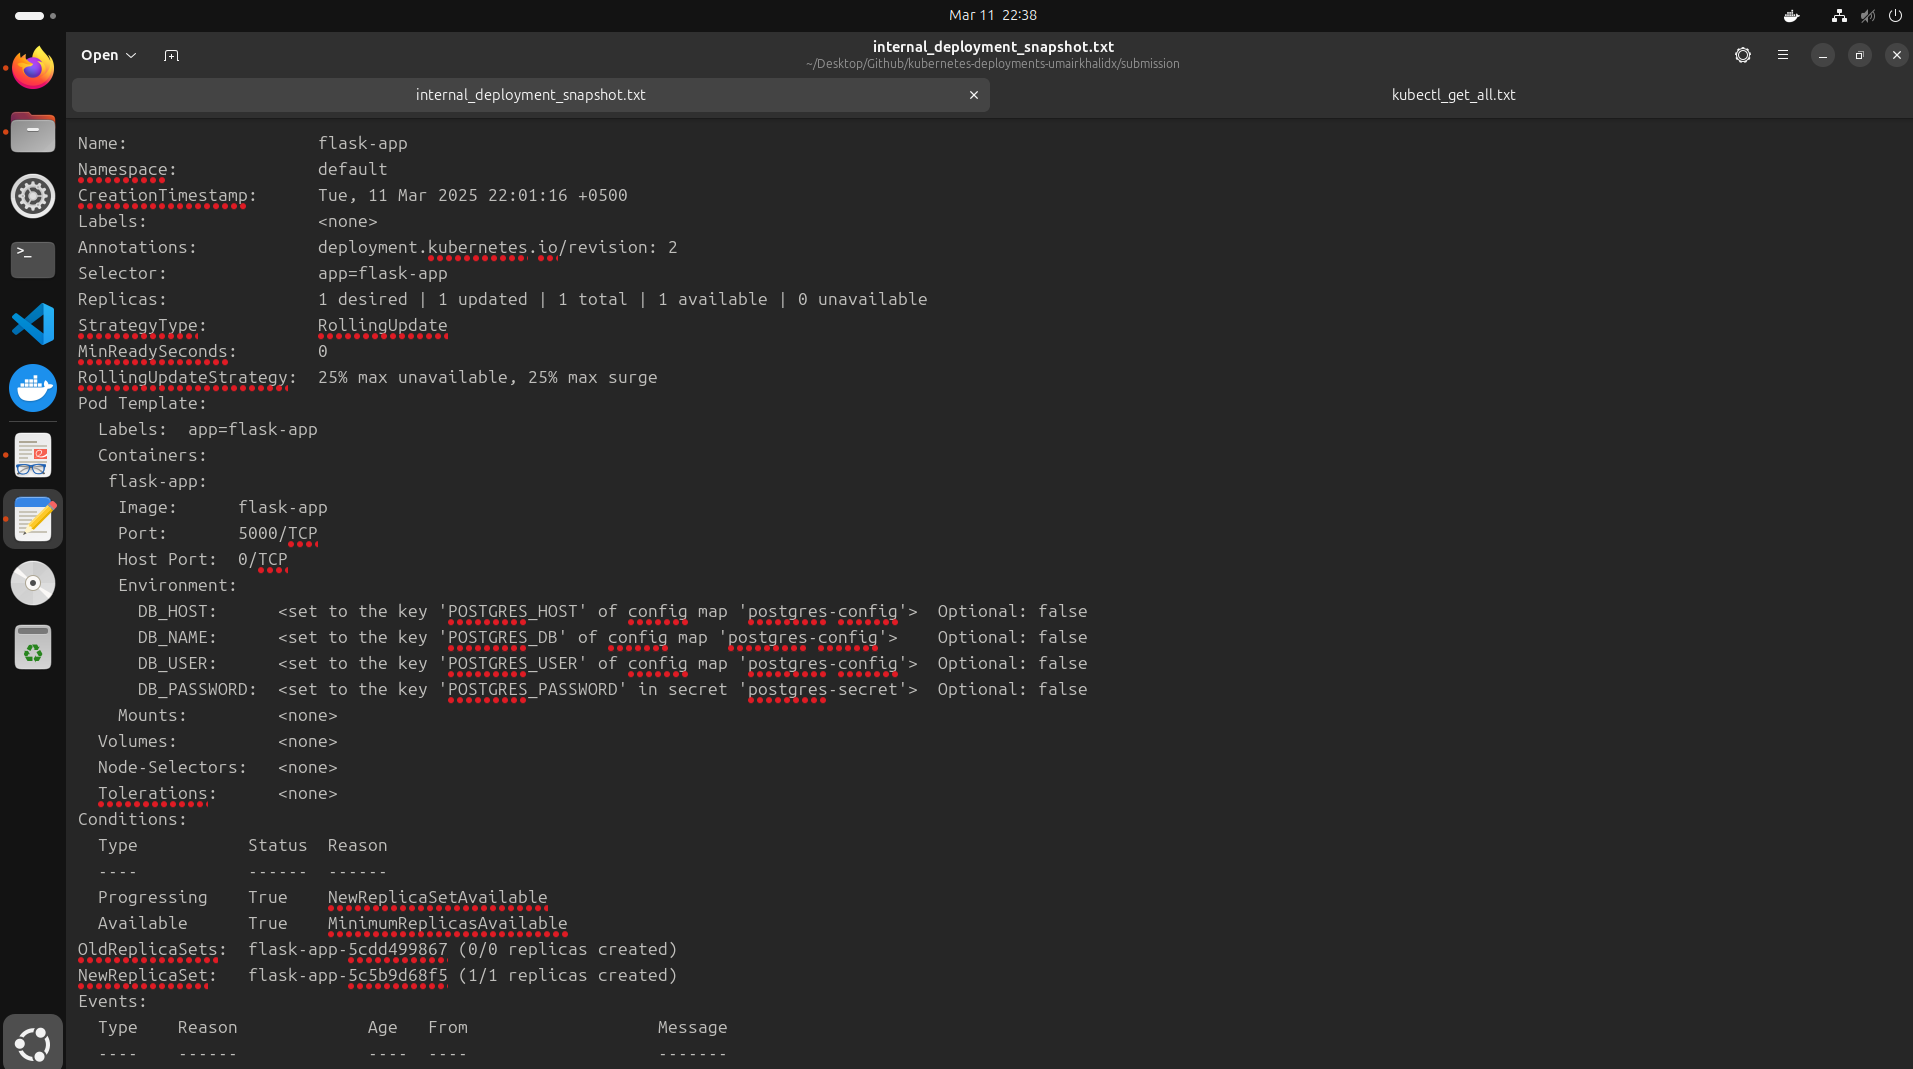 Mar 11 22:38
Open
internal_deployment_snapshot.txt
~/Desktop/Github/kubernetes-deployments-umairkhalidx/submission
internal_deployment_snapshot.txt
kubectl_get_all.txt
Name: flask-app
Namespace: default
CreationTimestamp: Tue, 11 Mar 2025 22:01:16 +0500
Labels: <none>
Annotations: deployment.kubernetes.io/revision: 2
Selector: app=flask-app
Replicas: 1 desired | 1 updated | 1 total | 1 available | 0 unavailable
StrategyType: RollingUpdate
MinReadySeconds: 0
RollingUpdateStrategy: 25% max unavailable, 25% max surge
Pod Template:
Labels: app=flask-app
Containers:
flask-app:
Image: flask-app
Port: 5000/TCP
Host Port: 0/TCP
Environment:
DB_HOST: <set to the key 'POSTGRES_HOST' of config map 'postgres-config'> Optional: false
DB_NAME: <set to the key 'POSTGRES_DB' of config map 'postgres-config'> Optional: false
DB_USER: <set to the key 'POSTGRES_USER' of config map 'postgres-config'> Optional: false
DB_PASSWORD: <set to the key 'POSTGRES_PASSWORD' in secret 'postgres-secret'> Optional: false
Mounts: <none>
Volumes: <none>
Node-Selectors: <none>
Tolerations: <none>
Conditions:
Type Status Reason
---- ------ ------
Progressing True NewReplicaSetAvailable
Available True MinimumReplicasAvailable
OldReplicaSets: flask-app-5cdd499867 (0/0 replicas created)
NewReplicaSet: flask-app-5c5b9d68f5 (1/1 replicas created)
Events:
Type Reason Age From Message
---- ------ ---- ---- -------